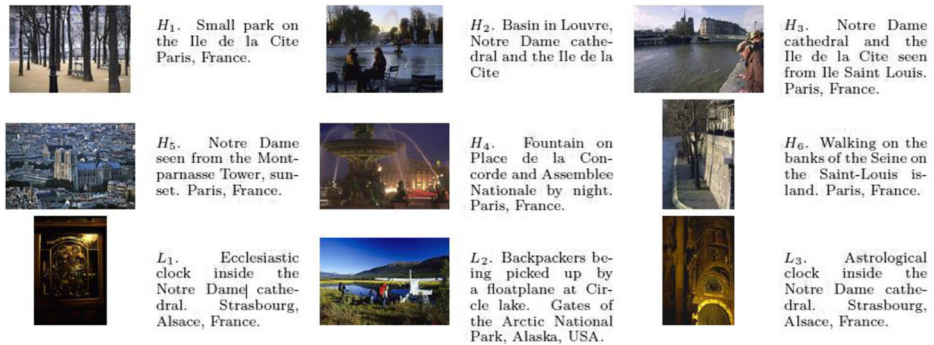 H1. Small park on
the Ile de la Cite
Paris, France.
H2. Basin in Louvre,
Notre Dame cathe-
dral and the Ile de la
Cite
H3. Notre Dame
cathedral and the
Ile de la Cite seen
from Ile Saint Louis.
Paris, France.
H5. Notre Dame
seen from the Mont-
parnasse Tower, sun-
set. Paris, France.
H4. Fountain on
Place de la Con-
corde and Assemblee
Nationale by night.
Paris, France.
H6. Walking on the
banks of the Seine on
the Saint-Louis is-
land. Paris, France.
L1. Ecclesiastic
clock inside the
Notre Dame cathe-
dral. Strasbourg,
Alsace, France.
L2. Backpackers be-
ing picked up by
a floatplane at Cir-
cle lake. Gates of
the Arctic National
Park, Alaska, USA.
L3. Astrological
clock inside the
Notre Dame cathe-
dral. Strasbourg,
Alsace, France.